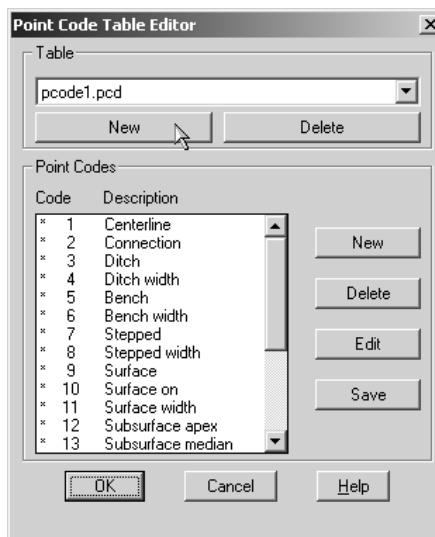 Point Code Table Editor
Table
pcode1.pcd
New Delete
Point Codes
Code Description
* 1 Centerline
* 2 Connection
* 3 Ditch
* 4 Ditch width
* 5 Bench
* 6 Bench width
* 7 Stepped
* 8 Stepped width
* 9 Surface
* 10 Surface on
* 11 Surface width
* 12 Subsurface apex
* 13 Subsurface median
New
Delete
Edit
Save
OK Cancel Help